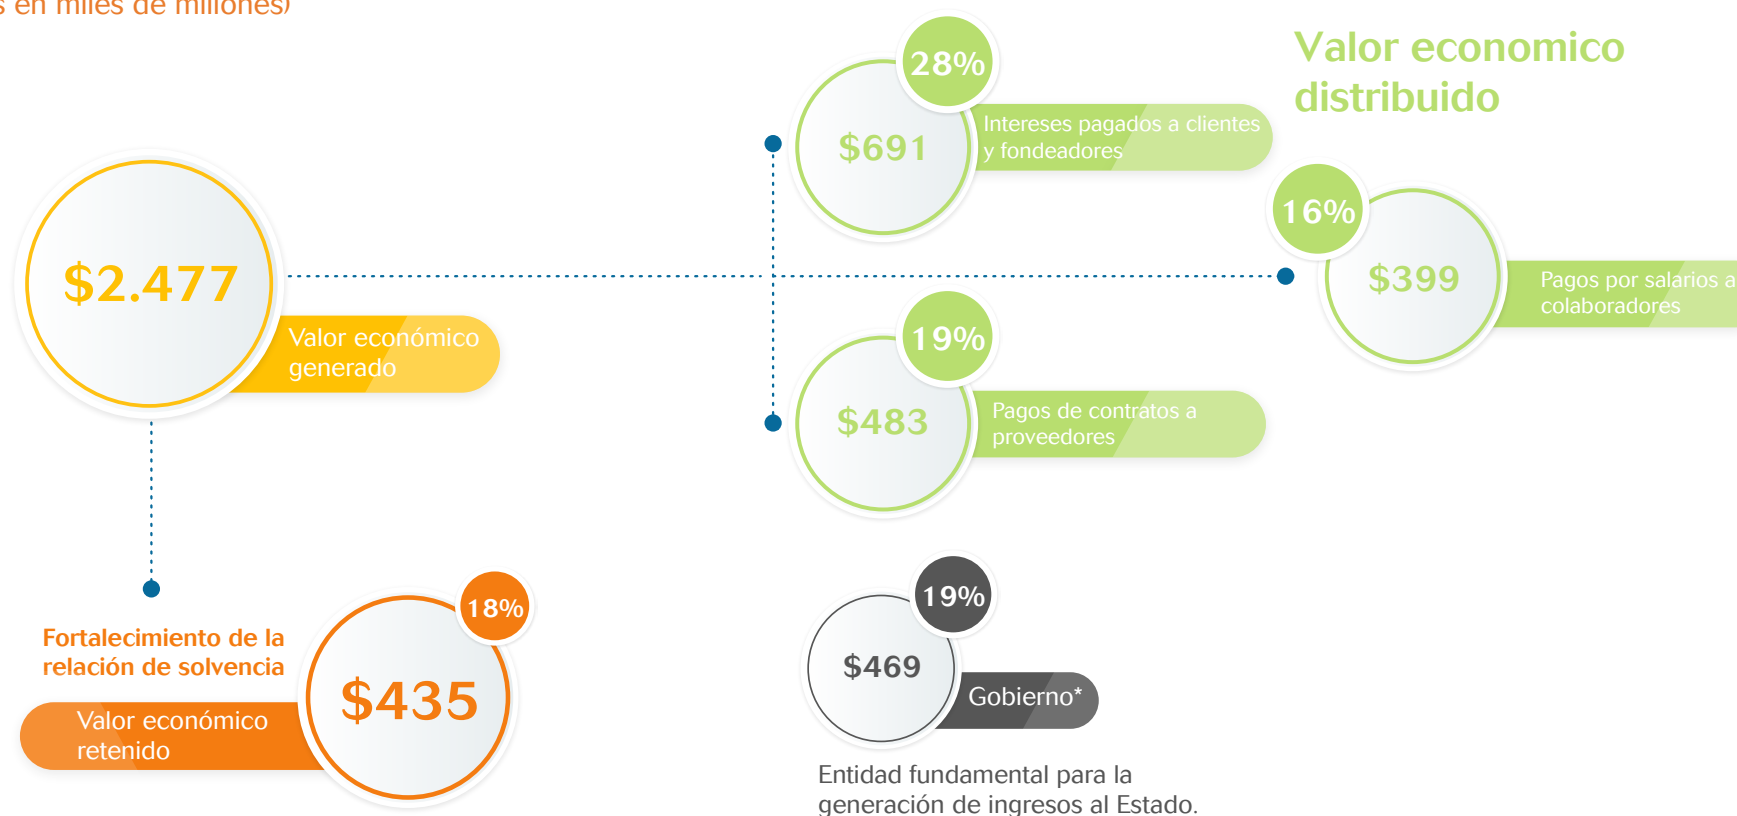 s en miles de millones)
Valor economico
distribuido
28%
$691
Intereses pagados a clientes
y fondeadores
16%
$399
Pagos por salarios a
colaboradores
$2.477
Valor económico
generado
19%
$483
Pagos de contratos a
proveedores
18%
Fortalecimiento de la
relación de solvencia
$435
Valor económico
retenido
19%
$469
Gobierno*
Entidad fundamental para la
generación de ingresos al Estado.